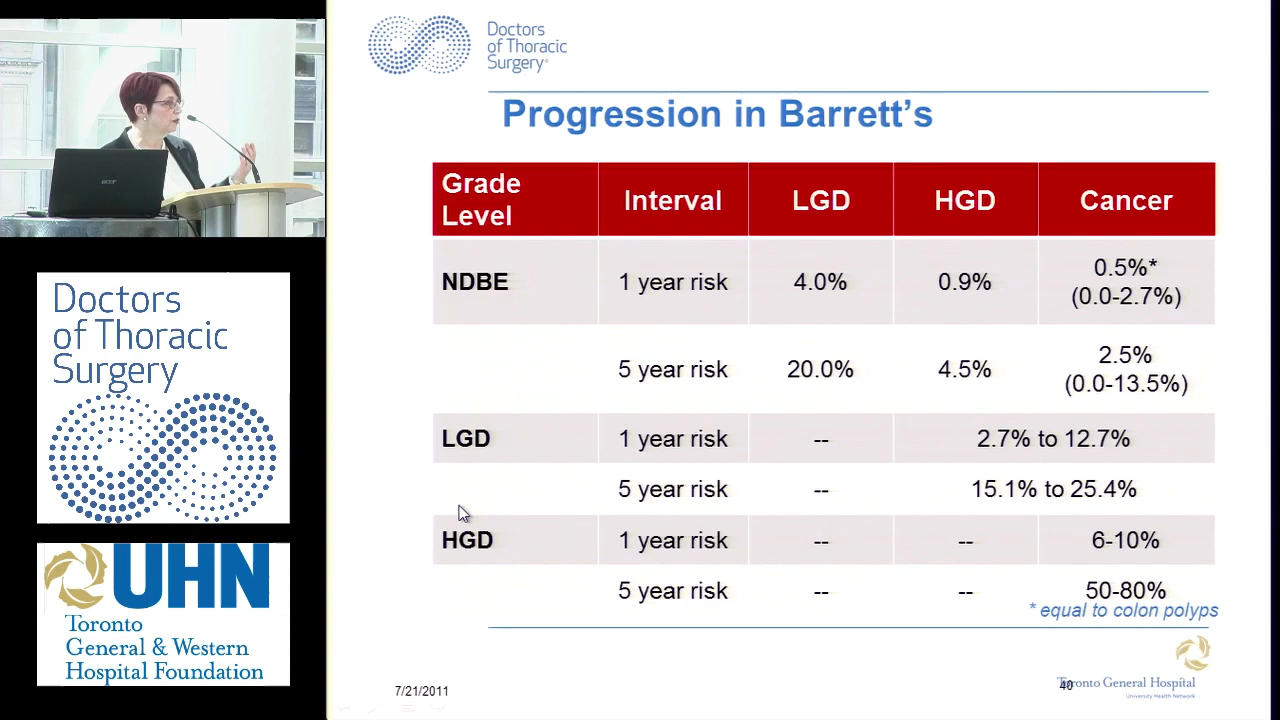 Doctors
of Thoracic
Surgery
Progression in Barrett's
Grade Level Interval LGD HGD Cancer
NDBE 1 year risk 4.0% 0.9% 0.5%* (0.0-2.7%)
5 year risk 20.0% 4.5% 2.5% (0.0-13.5%)
LGD 1 year risk -- 2.7% to 12.7%
5 year risk -- 15.1% to 25.4%
HGD 1 year risk -- -- 6-10%
5 year risk -- -- 50-80%
* equal to colon polyps
7/21/2011
40
Toronto General Hospital
University Health Network
acer
Doctors
of Thoracic
Surgery
UHN
Toronto
General & Western
Hospital Foundation